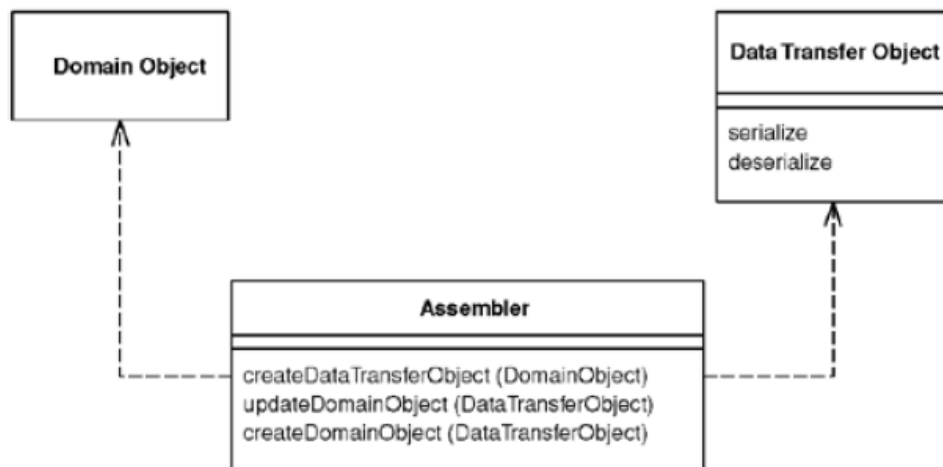 Domain Object
Data Transfer Object
serialize
deserialize
Assembler
createDataTransferObject (DomainObject)
updateDomainObject (DataTransferObject)
createDomainObject (DataTransferObject)